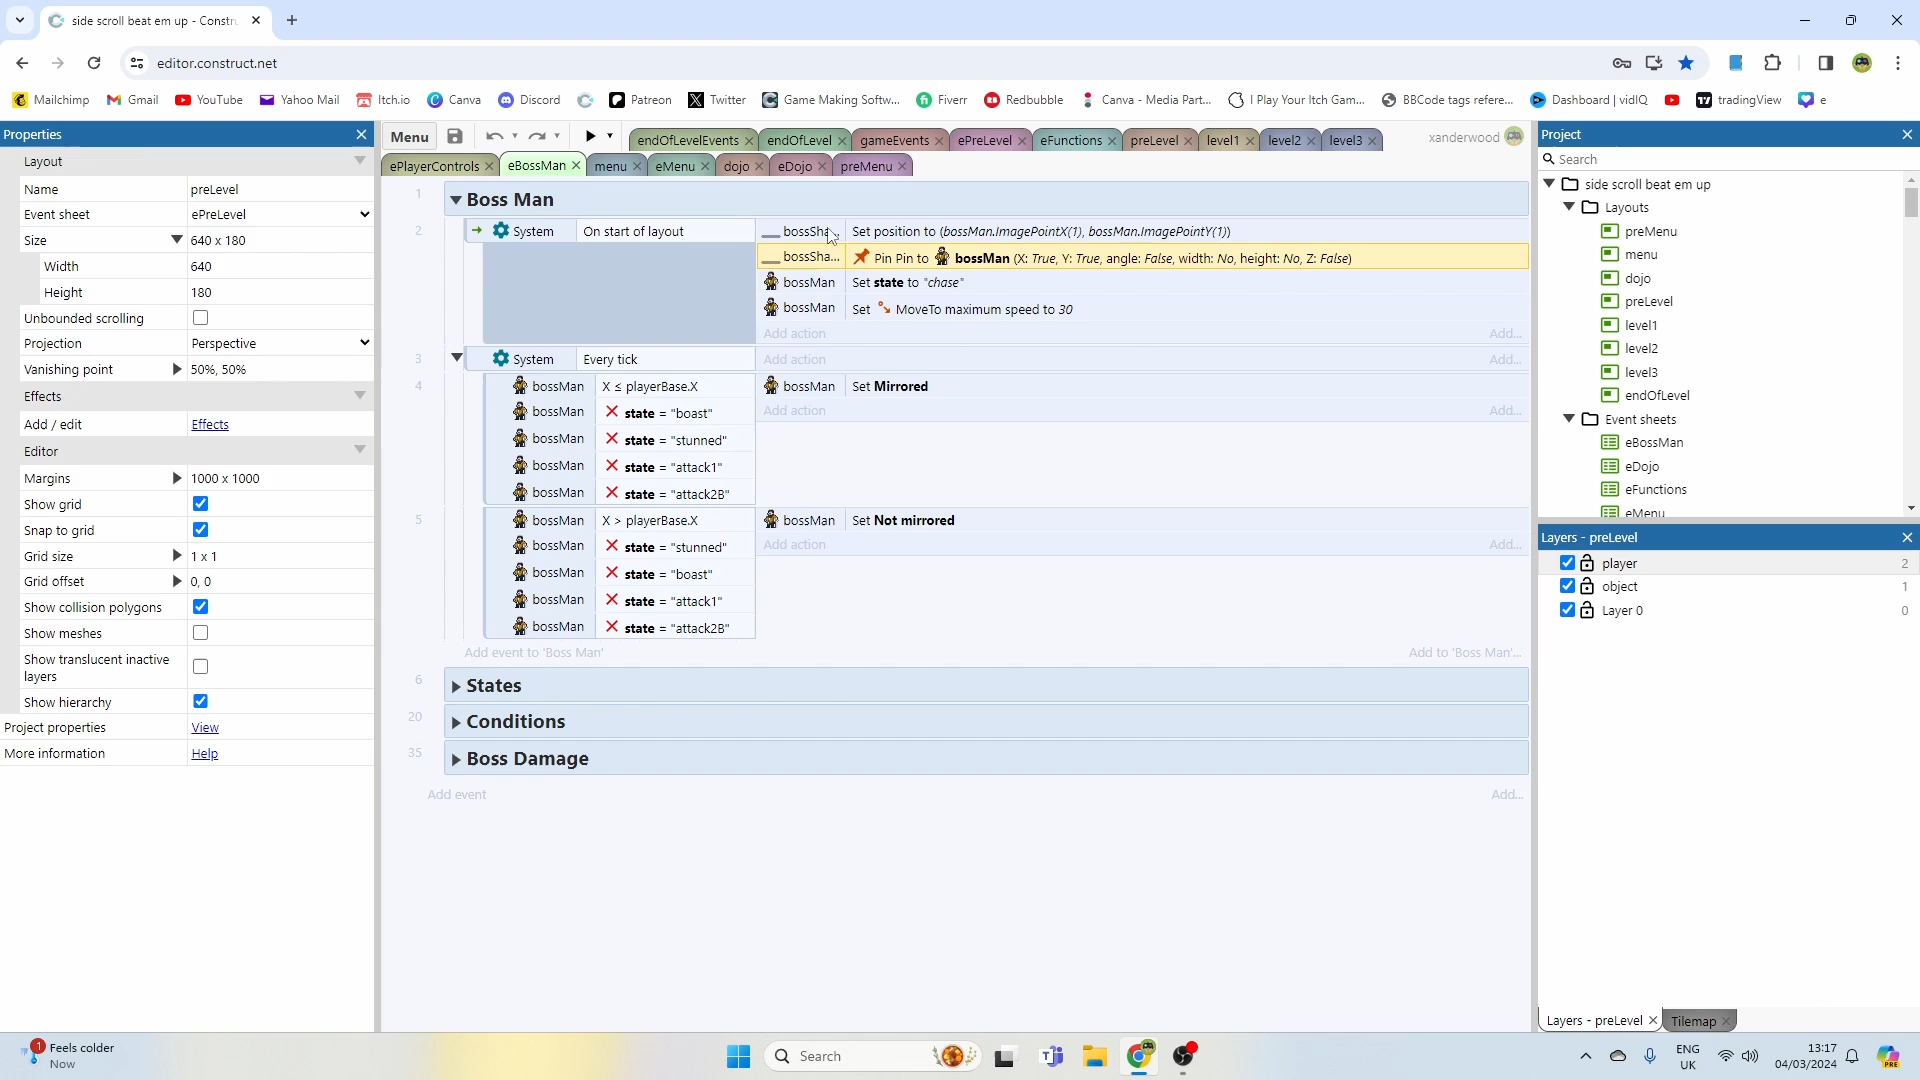 side scroll beat em up - Constru
editor.construct.net
Mailchimp Gmail YouTube Yahoo Mail Itch.io Canva Discord Patreon Twitter Game Making Softw... Fiverr Redbubble Canva - Media Part... I Play Your Itch Gam... BBCode tags refere... Dashboard | vidIQ tradingView e
Properties
Layout
Name preLevel
Event sheet ePreLevel
Size 640 x 180
Width 640
Height 180
Unbounded scrolling
Projection Perspective
Vanishing point 50%, 50%
Effects
Add / edit Effects
Editor
Margins 1000 x 1000
Show grid
Snap to grid
Grid size 1 x 1
Grid offset 0, 0
Show collision polygons
Show meshes
Show translucent inactive
layers
Show hierarchy
Project properties View
More information Help
Menu endOfLevelEvents endOfLevel gameEvents ePreLevel eFunctions preLevel level1 level2 level3 xanderwood
ePlayerControls eBossMan menu eMenu dojo eDojo preMenu
1 Boss Man
2 System On start of layout bossSha... Set position to (bossMan.ImagePointX(1), bossMan.ImagePointY(1))
bossSha... Pin Pin to bossMan (X: True, Y: True, angle: False, width: No, height: No, Z: False)
bossMan Set state to "chase"
bossMan Set MoveTo maximum speed to 30
Add action Add...
3 System Every tick Add action Add...
4 bossMan X ≤ playerBase.X bossMan Set Mirrored
bossMan state = "boast" Add action Add...
bossMan state = "stunned"
bossMan state = "attack1"
bossMan state = "attack2B"
5 bossMan X > playerBase.X bossMan Set Not mirrored
bossMan state = "stunned" Add action Add...
bossMan state = "boast"
bossMan state = "attack1"
bossMan state = "attack2B"
Add event to 'Boss Man' Add to 'Boss Man'...
6 States
20 Conditions
35 Boss Damage
Add event Add...
Project
Search
side scroll beat em up
Layouts
preMenu
menu
dojo
preLevel
level1
level2
level3
endOfLevel
Event sheets
eBossMan
eDojo
eFunctions
eMenu
Layers - preLevel
player 2
object 1
Layer 0 0
Layers - preLevel Tilemap
1 Feels colder
Now
Search
ENG
UK
13:17
04/03/2024
PRE